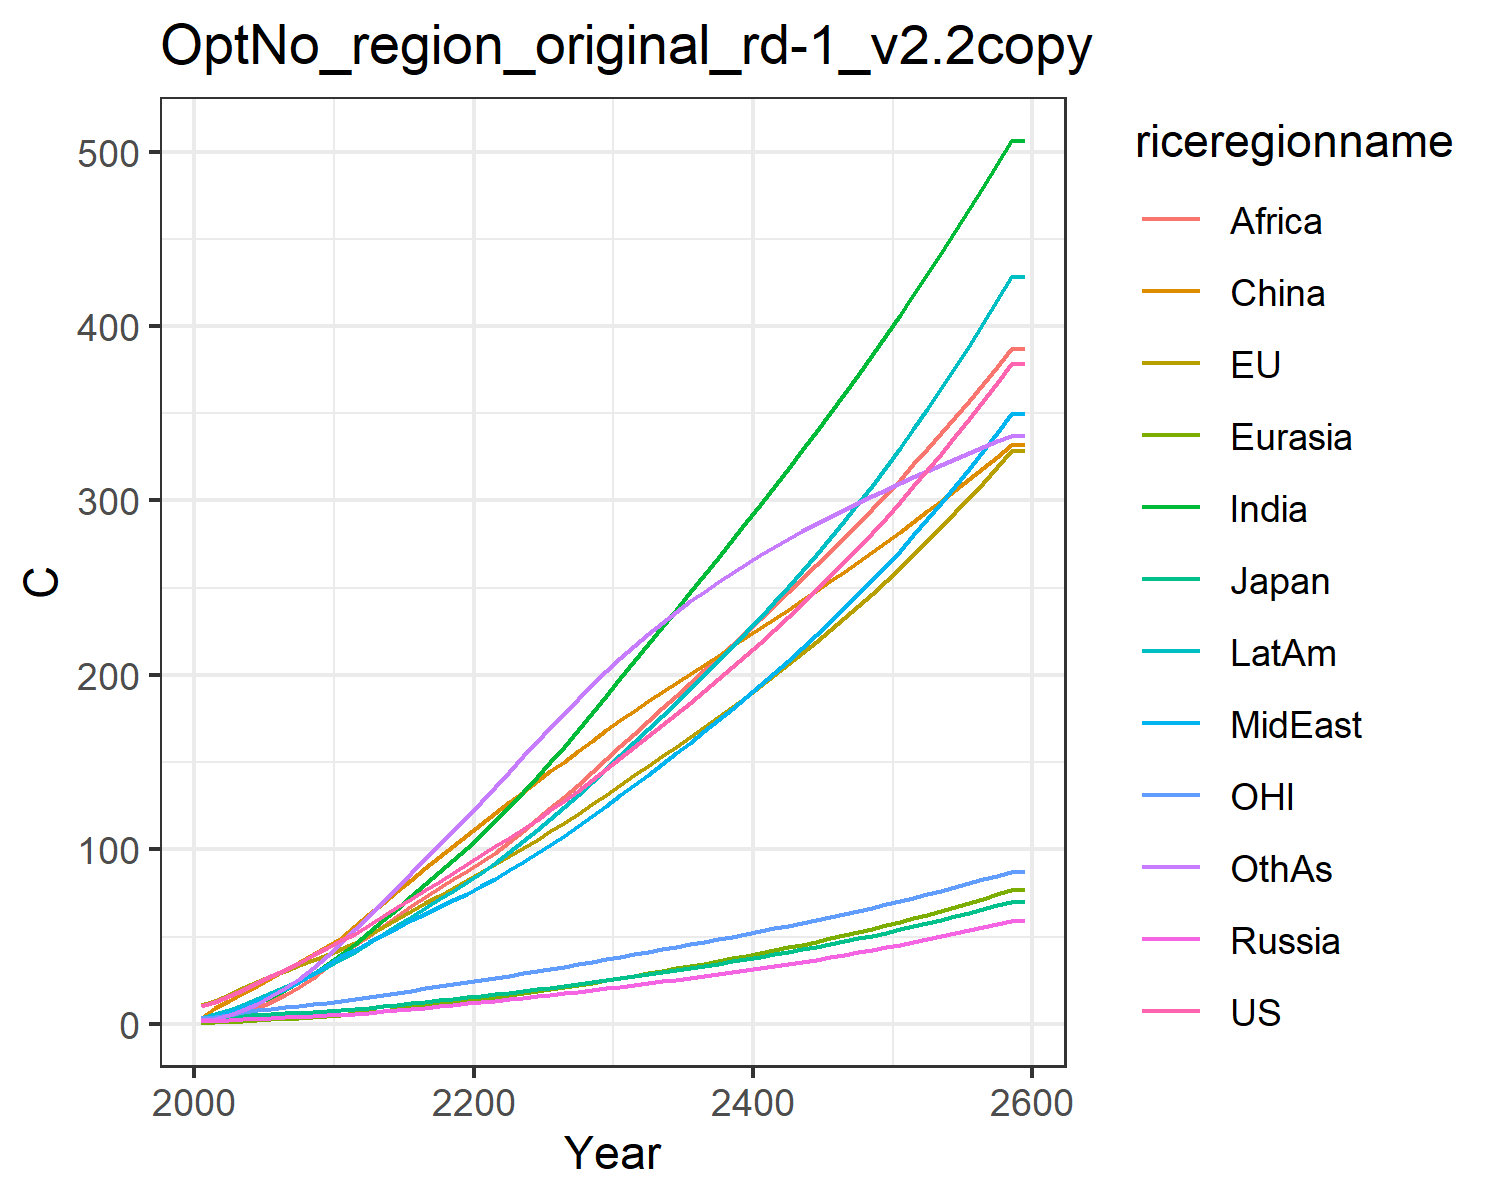 OptNo_region_original_rd-1_v2.2copy
500
400
300
200
100
0
C
2000 2200 2400 2600
Year
riceregionname
Africa
China
EU
Eurasia
India
Japan
LatAm
MidEast
OHI
OthAs
Russia
US